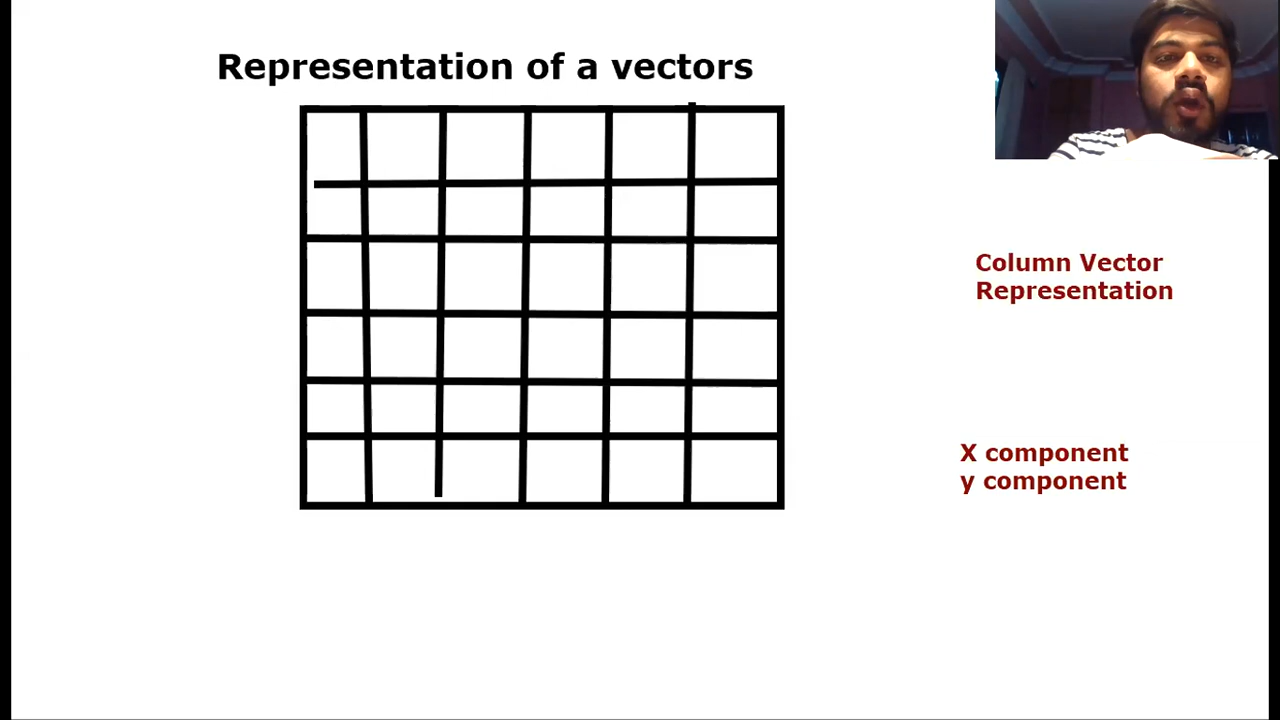 Representation of a vectors
Column Vector
Representation
X component
y component